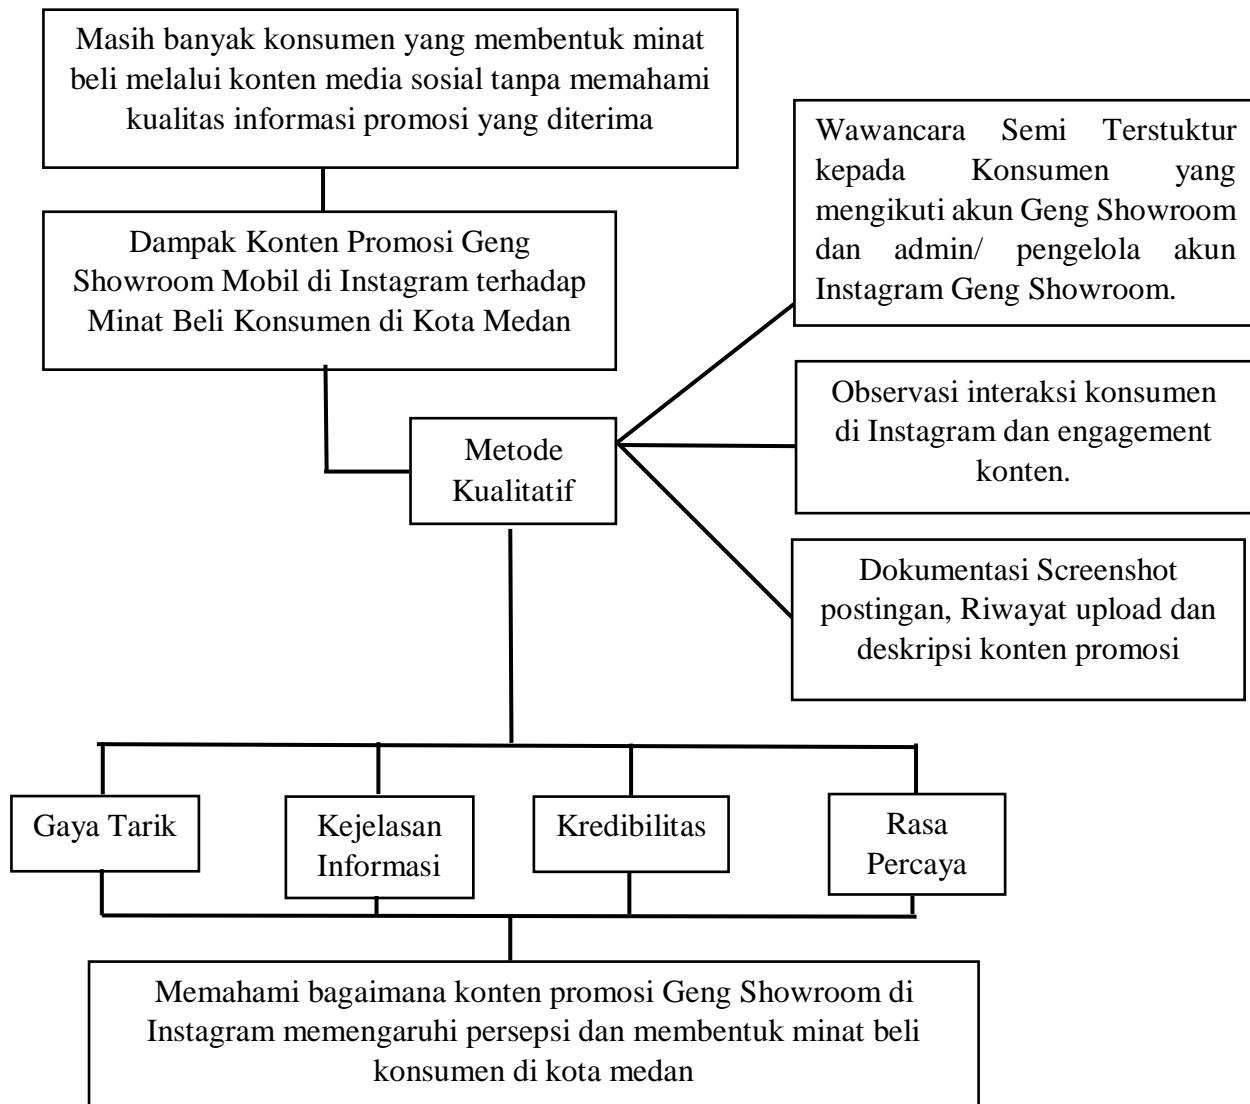 Masih banyak konsumen yang membentuk minat
beli melalui konten media sosial tanpa memahami
kualitas informasi promosi yang diterima
Dampak Konten Promosi Geng
Showroom Mobil di Instagram terhadap
Minat Beli Konsumen di Kota Medan
Wawancara Semi Terstuktur
kepada Konsumen yang
mengikuti akun Geng Showroom
dan admin/ pengelola akun
Instagram Geng Showroom.
Observasi interaksi konsumen
di Instagram dan engagement
konten.
Metode
Kualitatif
Dokumentasi Screenshot
postingan, Riwayat upload dan
deskripsi konten promosi
Gaya Tarik
Kejelasan
Informasi
Kredibilitas
Rasa
Percaya
Memahami bagaimana konten promosi Geng Showroom di
Instagram memengaruhi persepsi dan membentuk minat beli
konsumen di kota medan